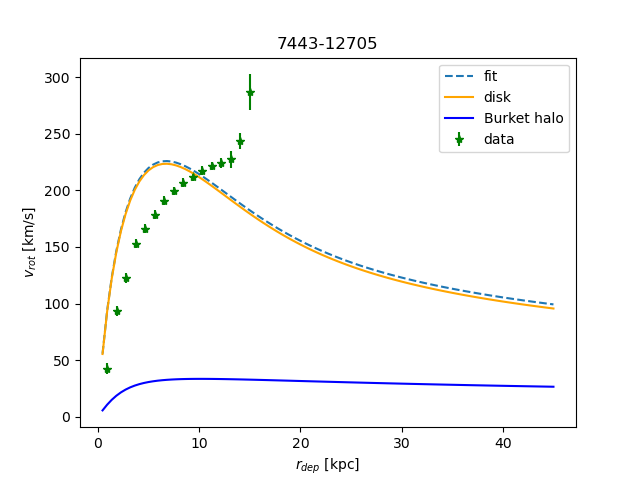 7443-12705
300
250
200
150
100
50
0
v_rot [km/s]
0 10 20 30 40
r_dep [kpc]
fit
disk
Burket halo
data